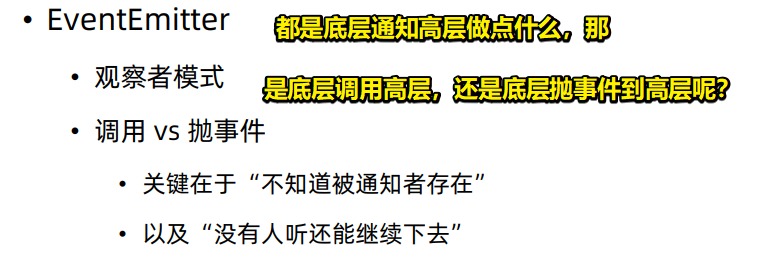 • EventEmitter
都是底层通知高层做点什么，那
• 观察者模式
是底层调用高层，还是底层抛事件到高层呢？
• 调用 vs 抛事件
• 关键在于“不知道被通知者存在”
• 以及“没有人听还能继续下去”